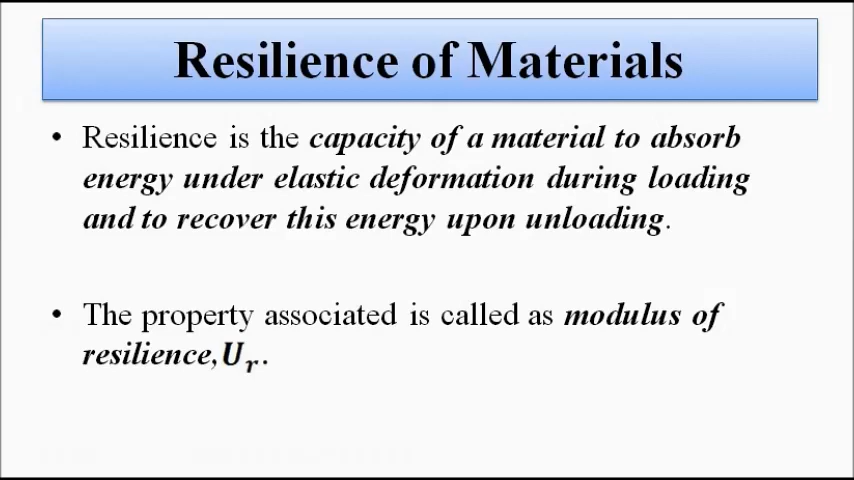 Resilience of Materials
• Resilience is the capacity of a material to absorb
energy under elastic deformation during loading
and to recover this energy upon unloading.
• The property associated is called as modulus of
resilience, Uᵣ.